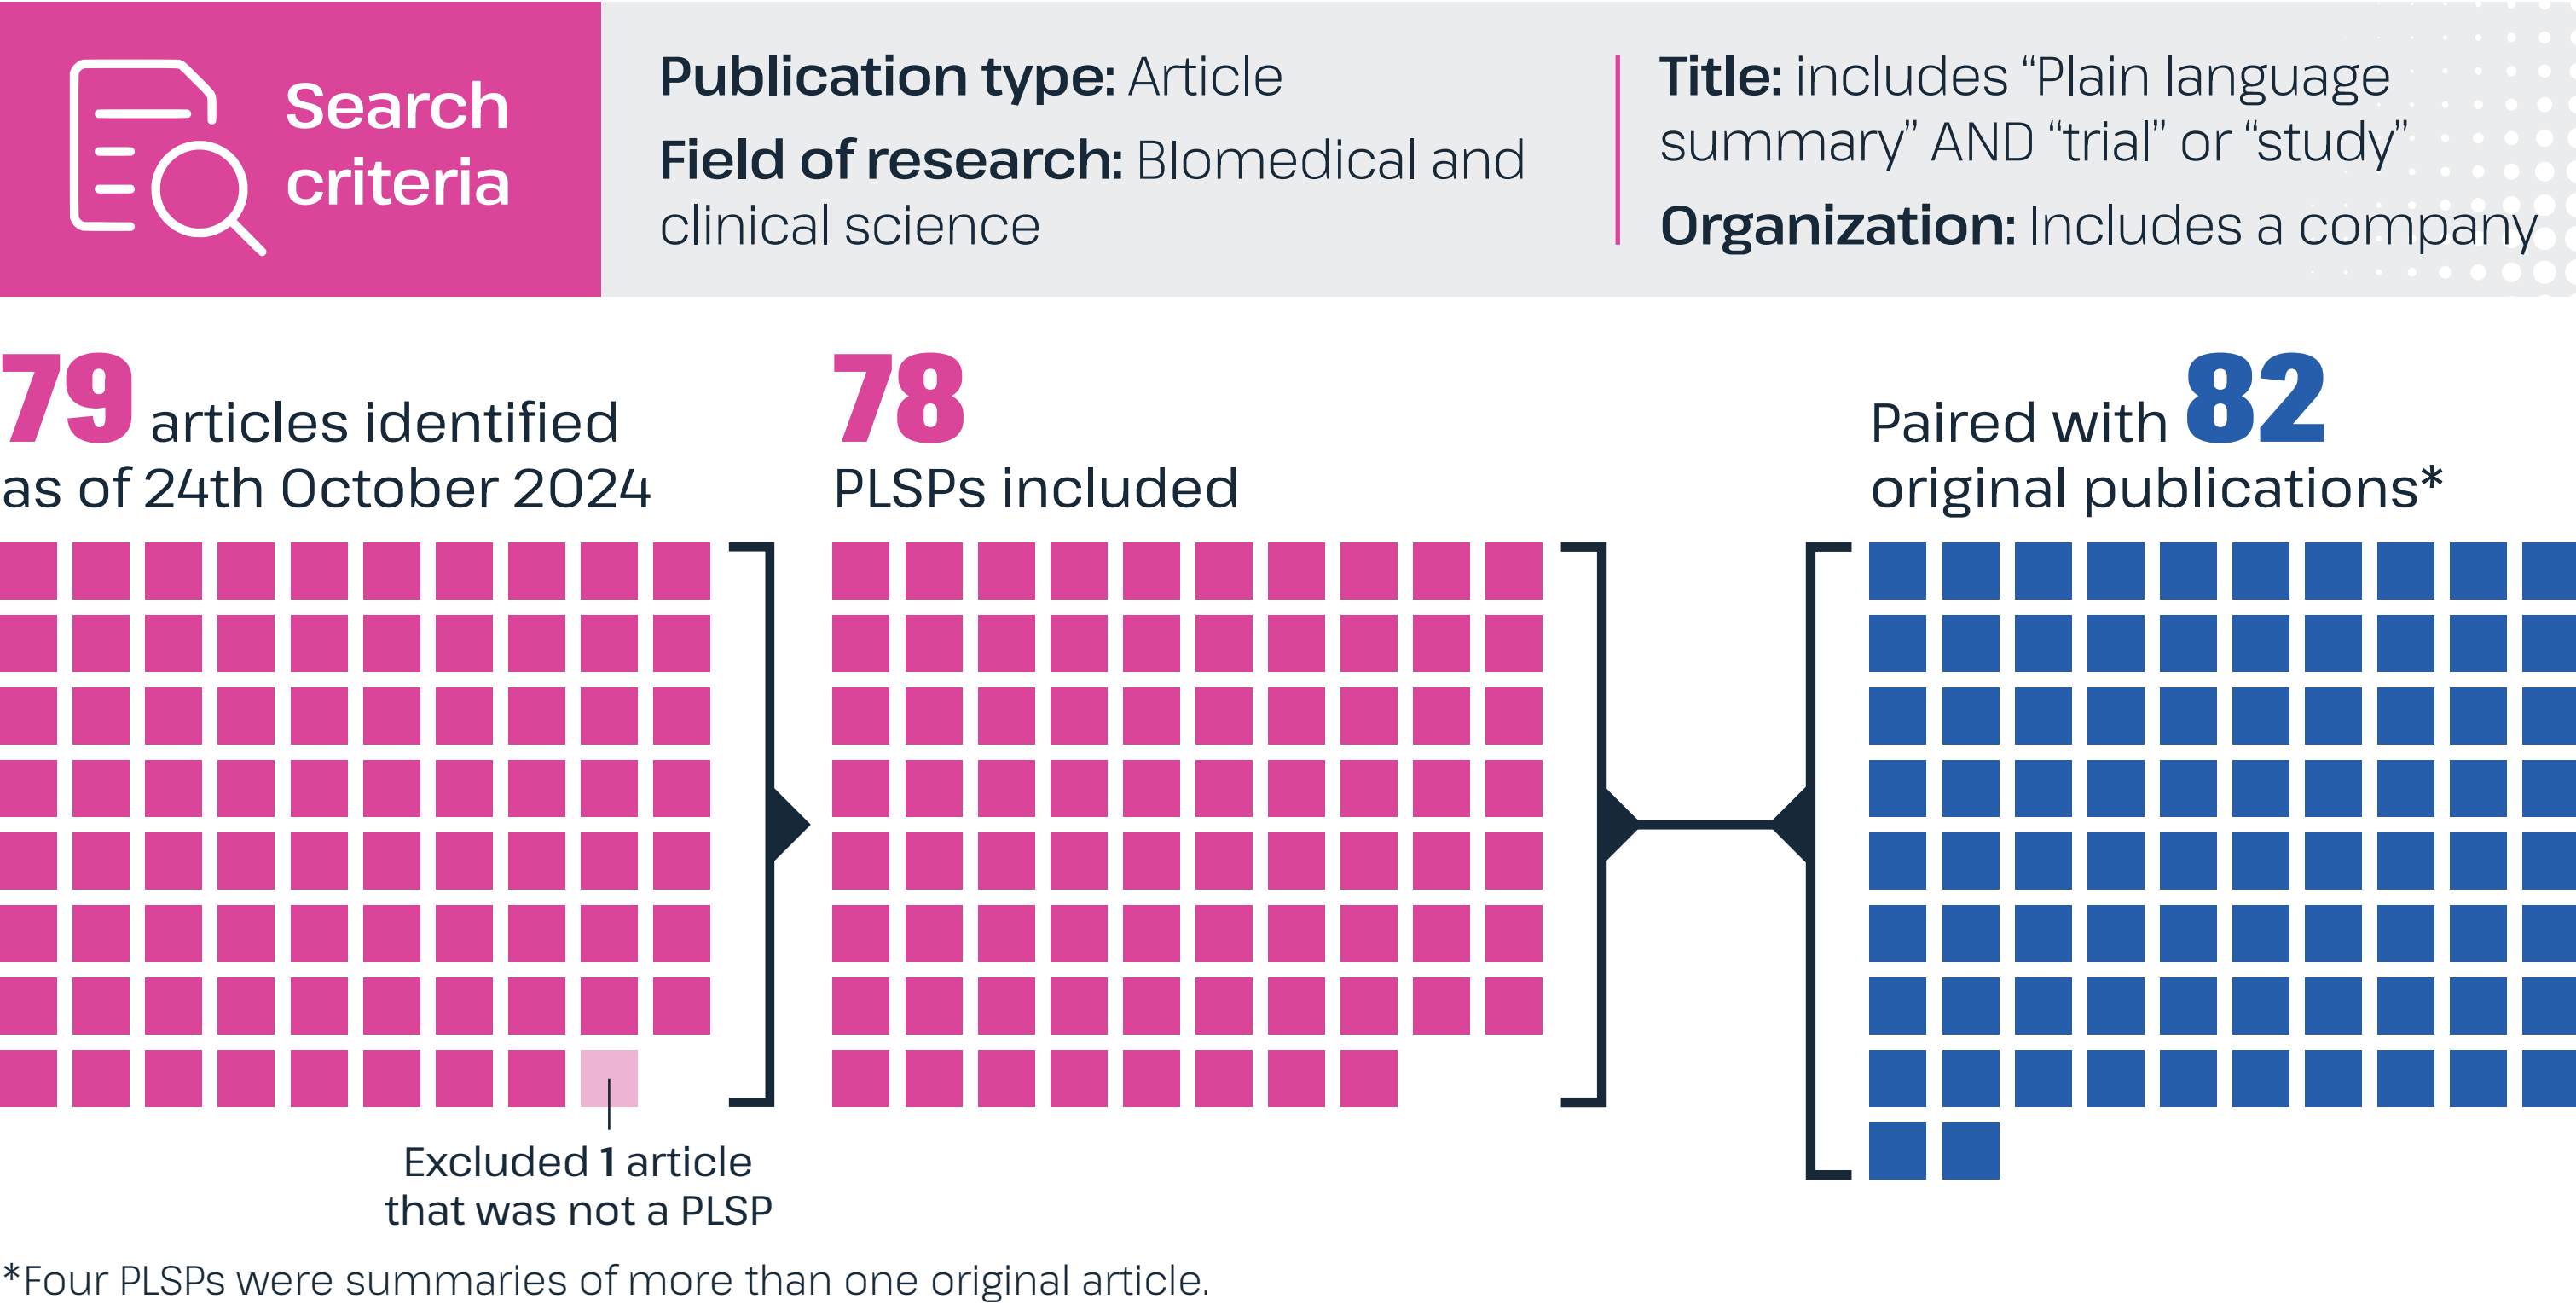 Search
criteria
Publication type: Article
Field of research: BIomedical and
clinical science
Title: includes “Plain language
summary” AND “trial” or “study”
Organization: Includes a company
79 articles identified
as of 24th October 2024
78
PLSPs included
Paired with 82
original publications*
Excluded 1 article
that was not a PLSP
*Four PLSPs were summaries of more than one original article.